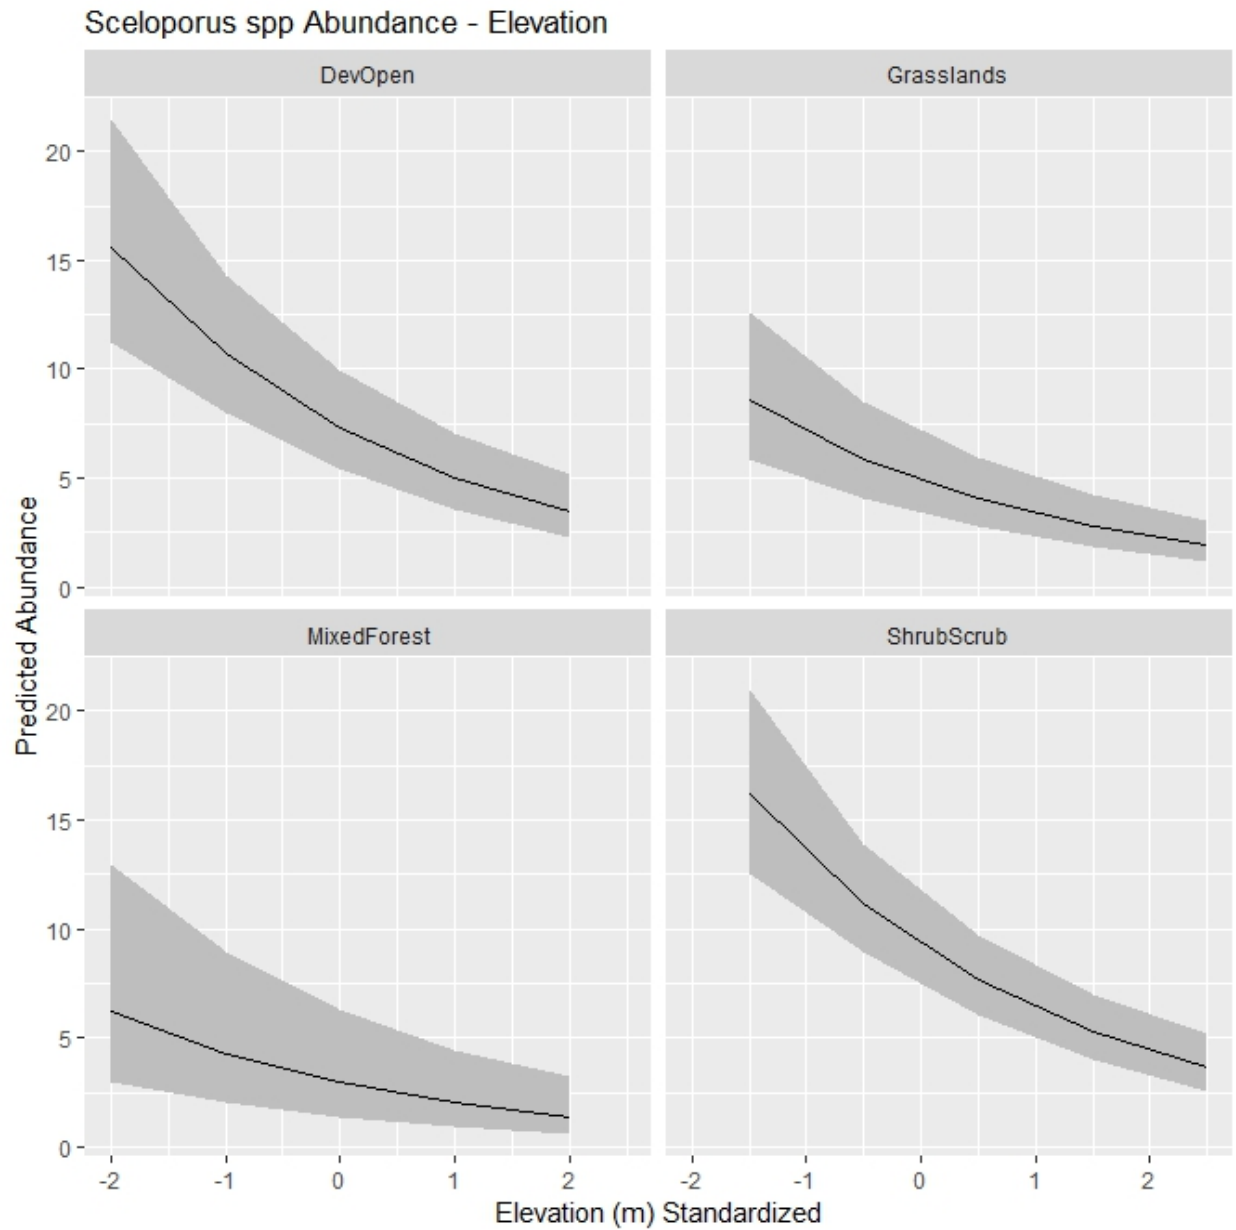 Sceloporus spp Abundance - Elevation
DevOpen
Grasslands
20
15
10
5
0
MixedForest
ShrubScrub
20
15
10
5
0
Predicted Abundance
-2 -1 0 1 2
-2 -1 0 1 2
Elevation (m) Standardized